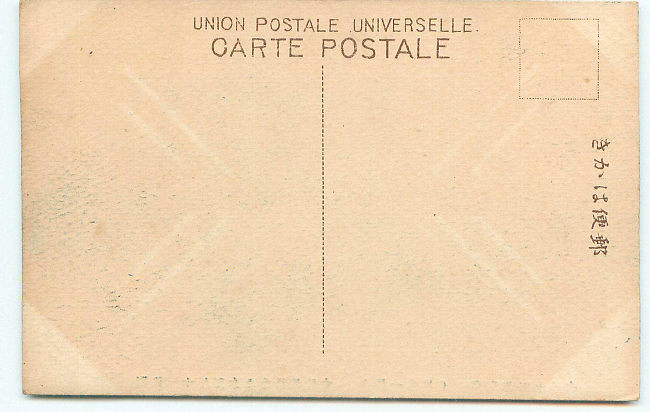 UNION POSTALE UNIVERSELLE.
CARTE POSTALE
きかは便郵